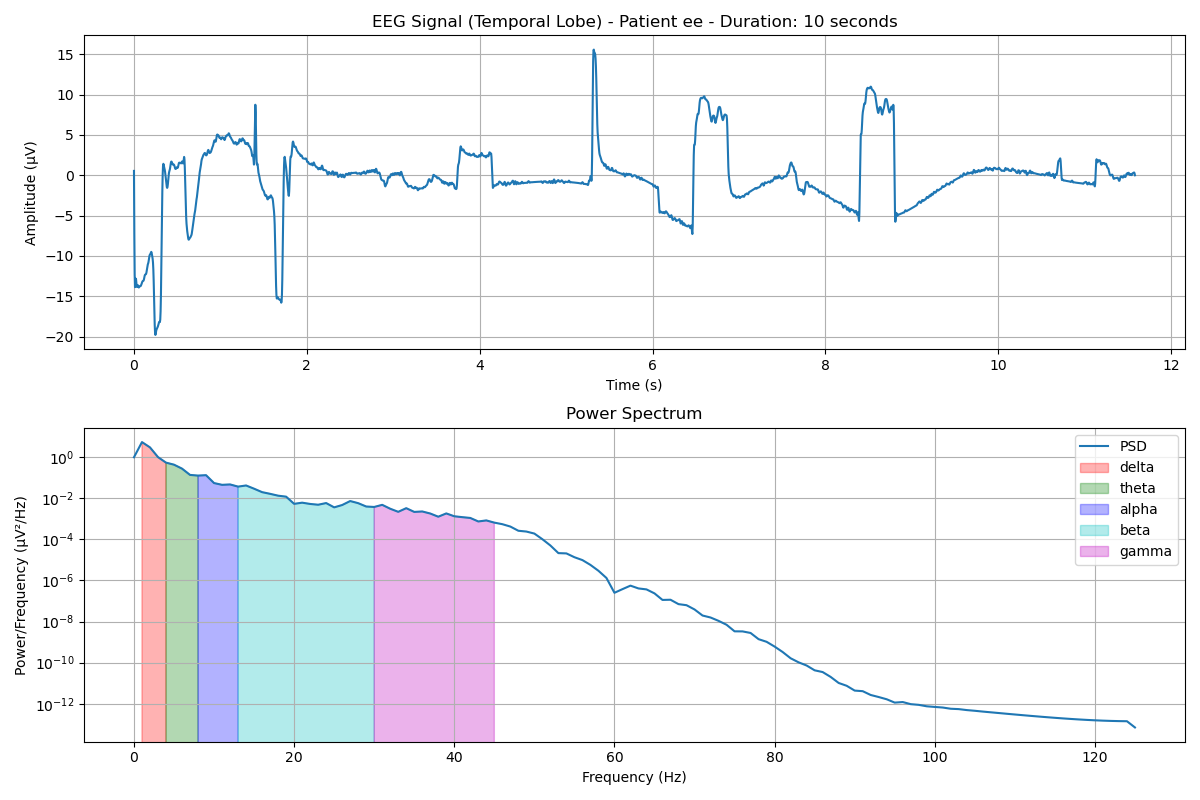 EEG Signal (Temporal Lobe) - Patient ee - Duration: 10 seconds
Amplitude (µV)
15
10
5
0
−5
−10
−15
−20
0 2 4 6 8 10 12
Time (s)
Power Spectrum
Power/Frequency (µV²/Hz)
10⁰
10⁻²
10⁻⁴
10⁻⁶
10⁻⁸
10⁻¹⁰
10⁻¹²
PSD
delta
theta
alpha
beta
gamma
0 20 40 60 80 100 120
Frequency (Hz)